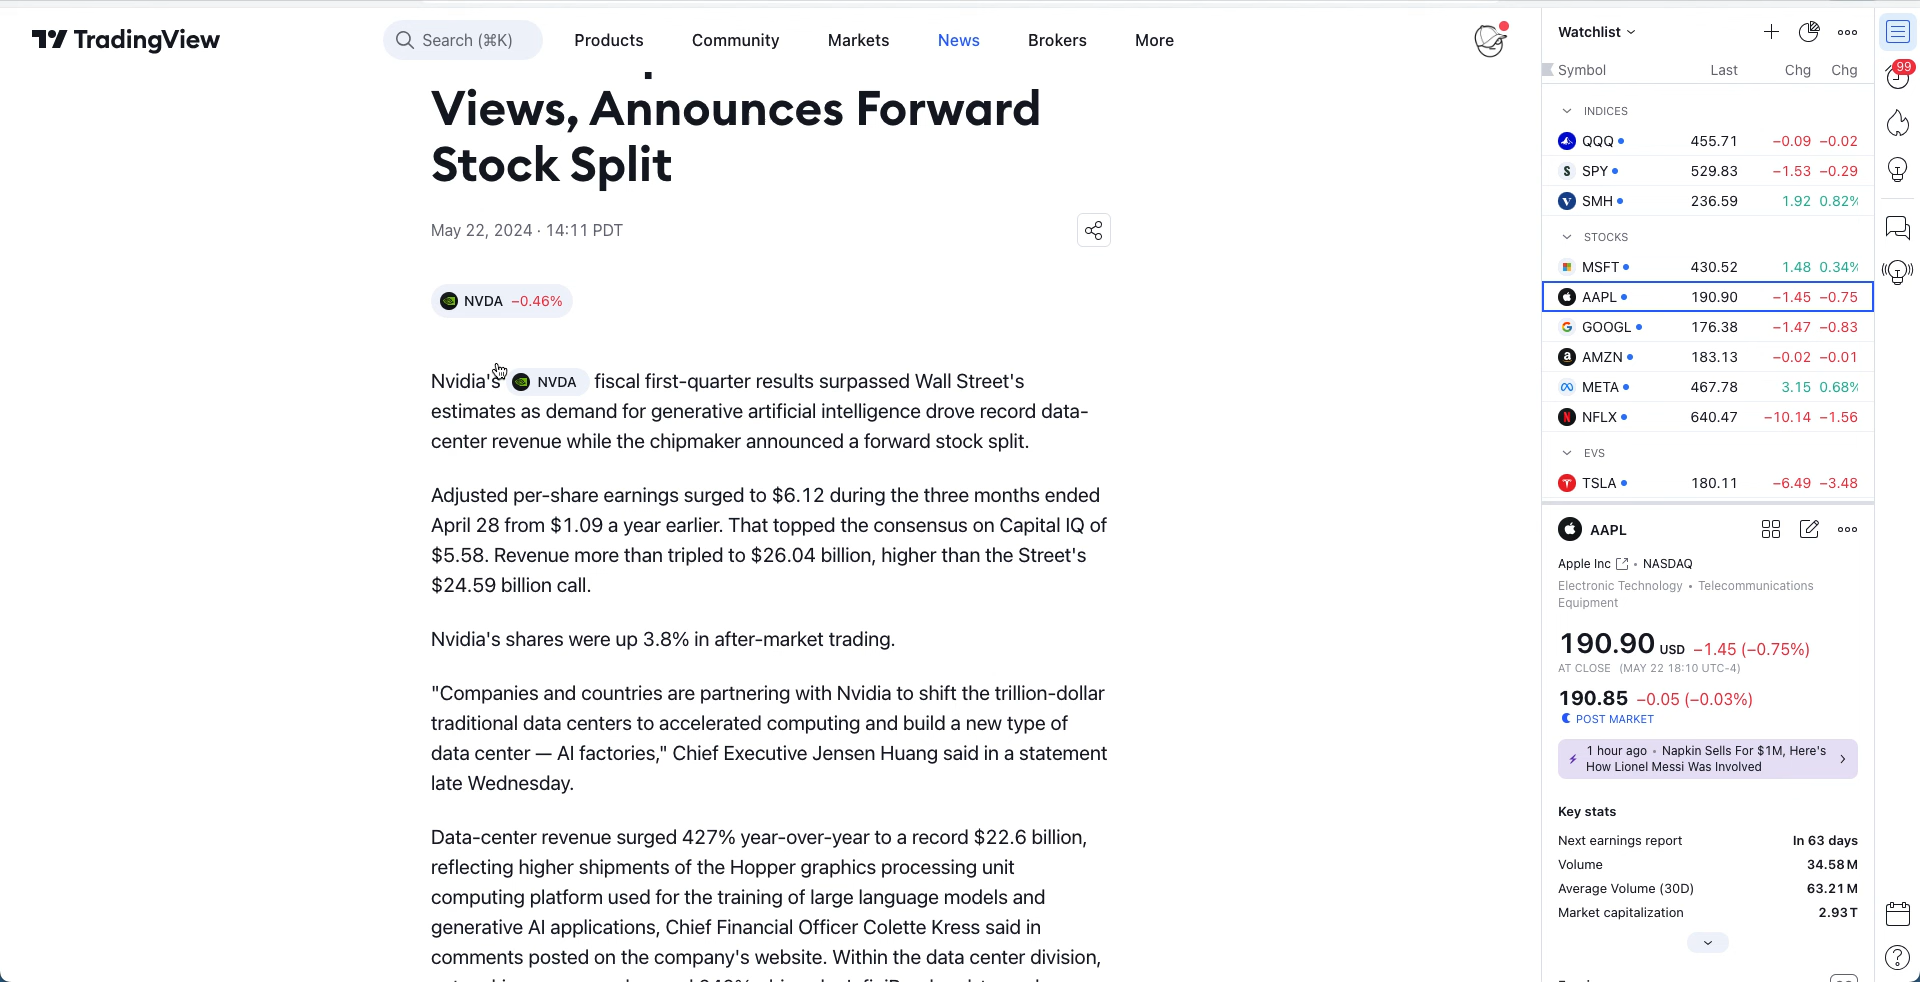 TradingView
Search (⌘K)
Products
Community
Markets
News
Brokers
More
Views, Announces Forward
Stock Split
May 22, 2024 · 14:11 PDT
NVDA −0.46%
Nvidia's NVDA fiscal first-quarter results surpassed Wall Street's
estimates as demand for generative artificial intelligence drove record data-
center revenue while the chipmaker announced a forward stock split.
Adjusted per-share earnings surged to $6.12 during the three months ended
April 28 from $1.09 a year earlier. That topped the consensus on Capital IQ of
$5.58. Revenue more than tripled to $26.04 billion, higher than the Street's
$24.59 billion call.
Nvidia's shares were up 3.8% in after-market trading.
"Companies and countries are partnering with Nvidia to shift the trillion-dollar
traditional data centers to accelerated computing and build a new type of
data center — AI factories," Chief Executive Jensen Huang said in a statement
late Wednesday.
Data-center revenue surged 427% year-over-year to a record $22.6 billion,
reflecting higher shipments of the Hopper graphics processing unit
computing platform used for the training of large language models and
generative AI applications, Chief Financial Officer Colette Kress said in
comments posted on the company's website. Within the data center division,
Watchlist
99
Symbol Last Chg Chg
INDICES
QQQ 455.71 −0.09 −0.02
SPY 529.83 −1.53 −0.29
SMH 236.59 1.92 0.82%
STOCKS
MSFT 430.52 1.48 0.34%
AAPL 190.90 −1.45 −0.75
GOOGL 176.38 −1.47 −0.83
AMZN 183.13 −0.02 −0.01
META 467.78 3.15 0.68%
NFLX 640.47 −10.14 −1.56
EVS
TSLA 180.11 −6.49 −3.48
AAPL
Apple Inc • NASDAQ
Electronic Technology • Telecommunications
Equipment
190.90 USD −1.45 (−0.75%)
AT CLOSE (MAY 22 18:10 UTC-4)
190.85 −0.05 (−0.03%)
POST MARKET
1 hour ago • Napkin Sells For $1M, Here's
How Lionel Messi Was Involved
Key stats
Next earnings report In 63 days
Volume 34.58M
Average Volume (30D) 63.21M
Market capitalization 2.93T